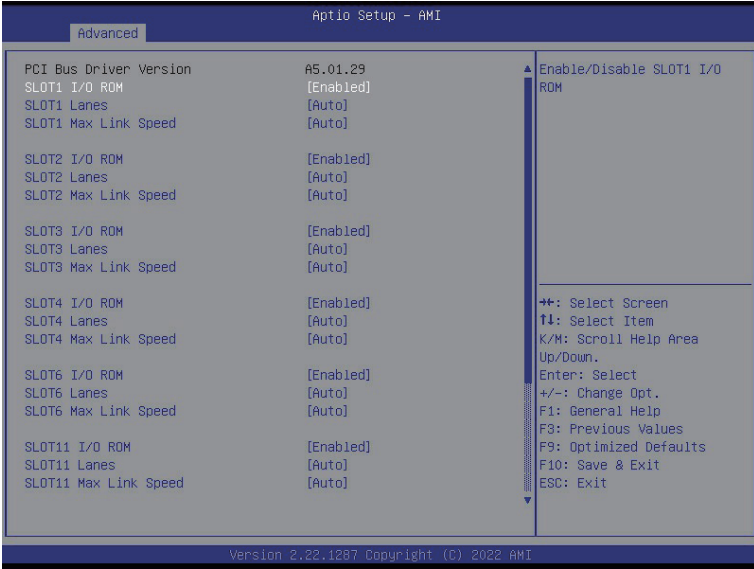 Aptio Setup – AMI
Advanced
PCI Bus Driver Version A5.01.29
SLOT1 I/O ROM [Enabled]
SLOT1 Lanes [Auto]
SLOT1 Max Link Speed [Auto]
SLOT2 I/O ROM [Enabled]
SLOT2 Lanes [Auto]
SLOT2 Max Link Speed [Auto]
SLOT3 I/O ROM [Enabled]
SLOT3 Lanes [Auto]
SLOT3 Max Link Speed [Auto]
SLOT4 I/O ROM [Enabled]
SLOT4 Lanes [Auto]
SLOT4 Max Link Speed [Auto]
SLOT6 I/O ROM [Enabled]
SLOT6 Lanes [Auto]
SLOT6 Max Link Speed [Auto]
SLOT11 I/O ROM [Enabled]
SLOT11 Lanes [Auto]
SLOT11 Max Link Speed [Auto]
Enable/Disable SLOT1 I/O
ROM
→←: Select Screen
↑↓: Select Item
K/M: Scroll Help Area
Up/Down.
Enter: Select
+/-: Change Opt.
F1: General Help
F3: Previous Values
F9: Optimized Defaults
F10: Save & Exit
ESC: Exit
Version 2.22.1287 Copyright (C) 2022 AMI